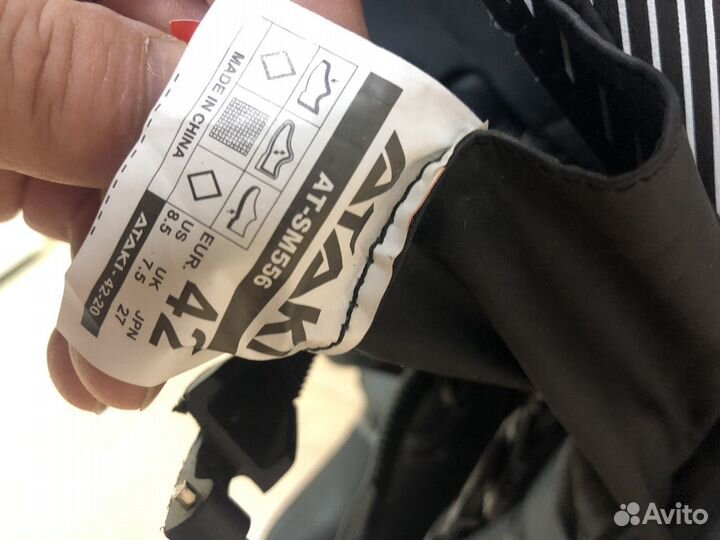 ATAKI
AT-SM556
MADE IN CHINA
EUR. 42
US UK JPN
8.5 7.5 27
ATAKI - 42-20
Avito